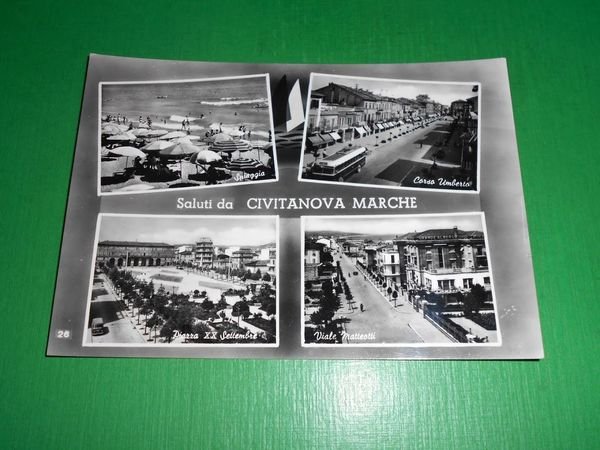 Spiaggia
Corso Umberto
Saluti da CIVITANOVA MARCHE
Piazza XX Settembre
Viale Matteotti
28